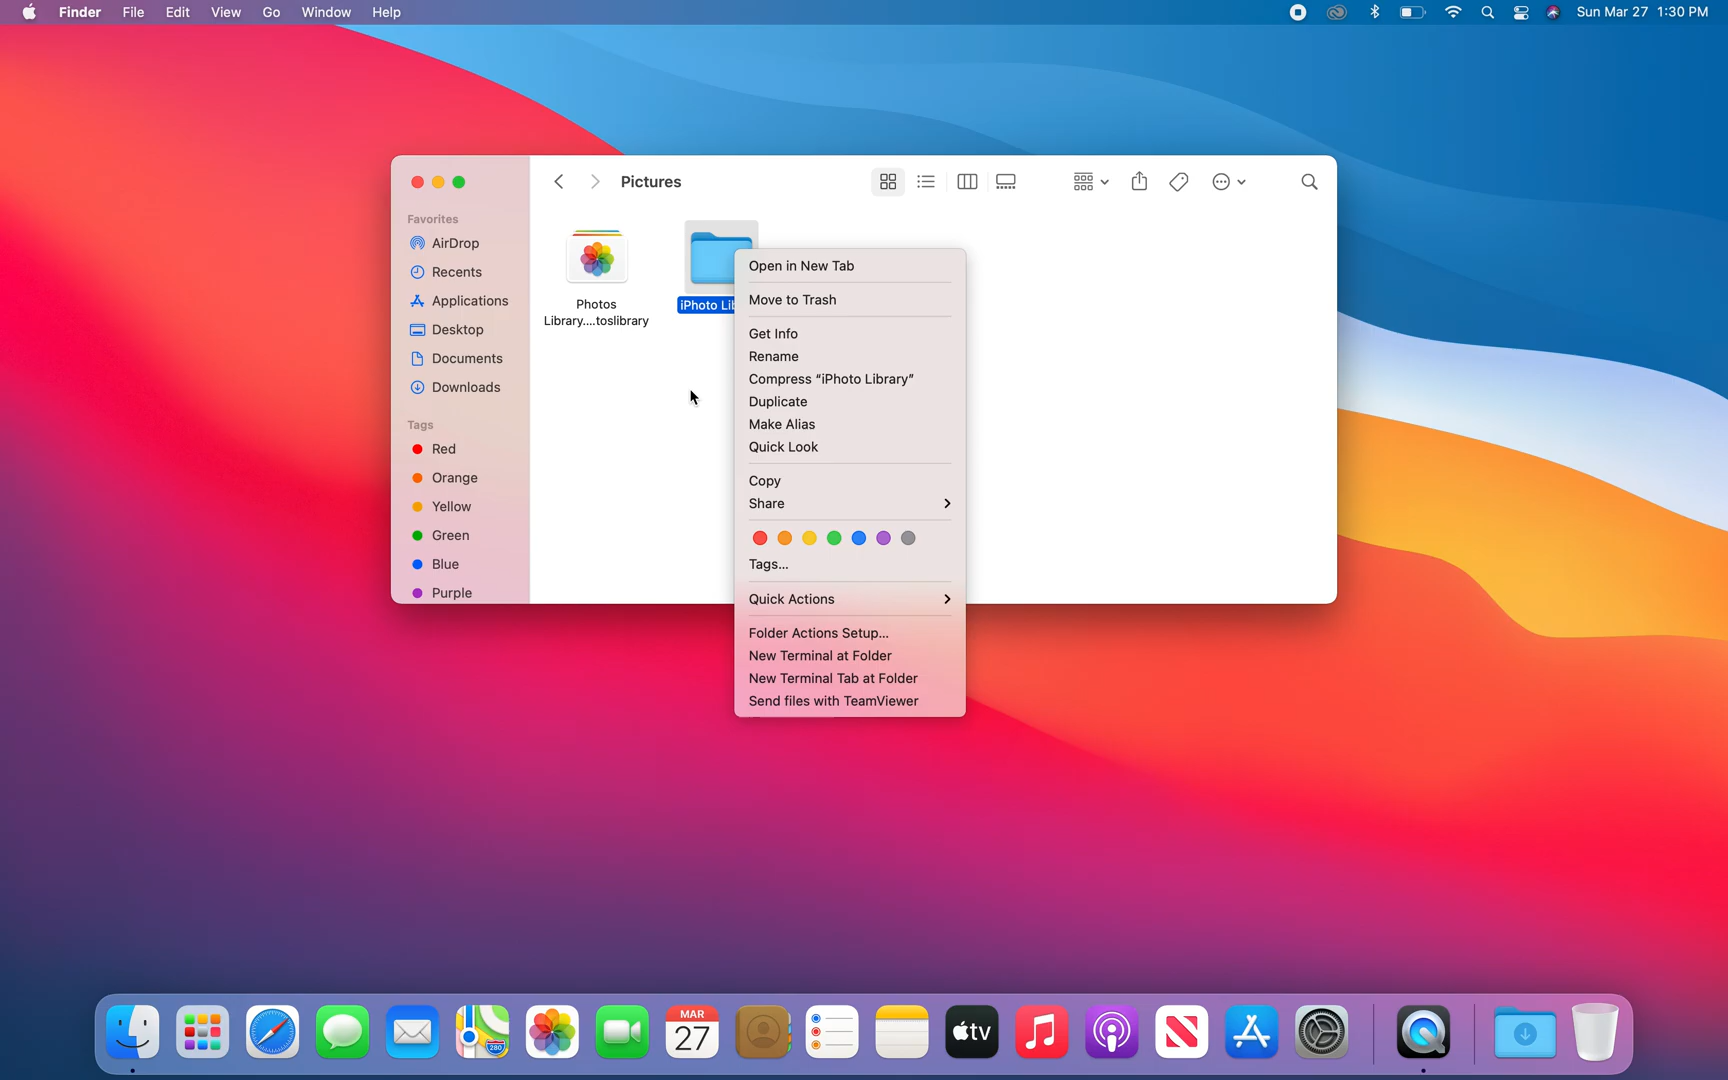 Finder File Edit View Go Window Help Sun Mar 27 1:30 PM
Pictures
Favorites
AirDrop
Recents
Applications
Desktop
Documents
Downloads
Tags
Red
Orange
Yellow
Green
Blue
Purple
Photos
Library....toslibrary
iPhoto Lib
Open in New Tab
Move to Trash
Get Info
Rename
Compress “iPhoto Library”
Duplicate
Make Alias
Quick Look
Copy
Share
Tags...
Quick Actions
Folder Actions Setup...
New Terminal at Folder
New Terminal Tab at Folder
Send files with TeamViewer
280
MAR
27
tv